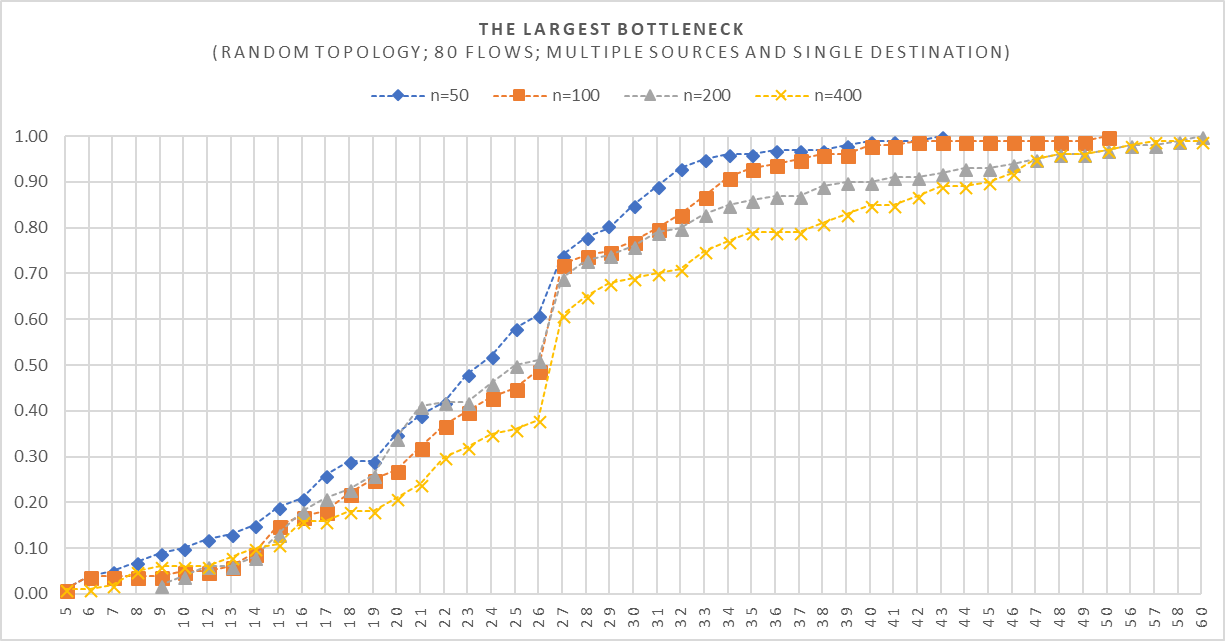 THE LARGEST BOTTLENECK
(RANDOM TOPOLOGY; 80 FLOWS; MULTIPLE SOURCES AND SINGLE DESTINATION)
n=50 n=100 n=200 n=400
1.00
0.90
0.80
0.70
0.60
0.50
0.40
0.30
0.20
0.10
0.00
5 6 7 8 9 10 12 13 14 15 16 17 18 19 20 21 22 23 24 25 26 27 28 29 30 31 32 33 34 35 36 37 38 39 40 41 42 43 44 45 46 47 48 49 50 56 57 58 60